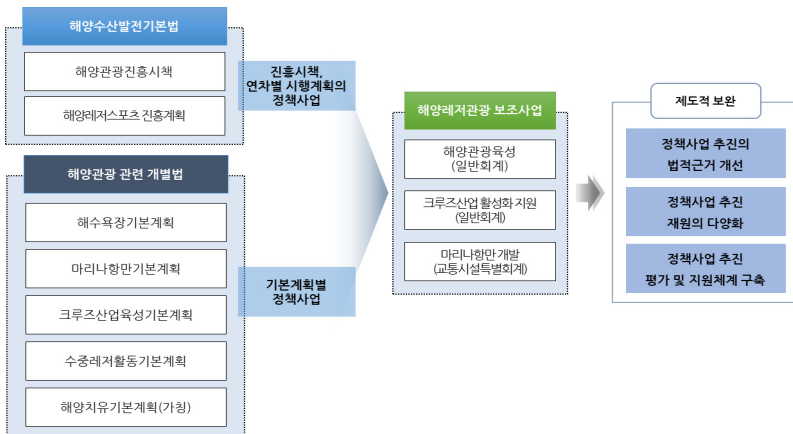 해양수산발전기본법
해양관광진흥시책
해양레저스포츠 진흥계획
해양관광 관련 개별법
해수욕장기본계획
마리나항만기본계획
크루즈산업육성기본계획
수중레저활동기본계획
해양치유기본계획(가칭)
진흥시책,
연차별 시행계획의
정책사업
기본계획별
정책사업
해양레저관광 보조사업
해양관광육성
(일반회계)
크루즈산업 활성화 지원
(일반회계)
마리나항만 개발
(교통시설특별회계)
제도적 보완
정책사업 추진의
법적근거 개선
정책사업 추진
재원의 다양화
정책사업 추진
평가 및 지원체계 구축